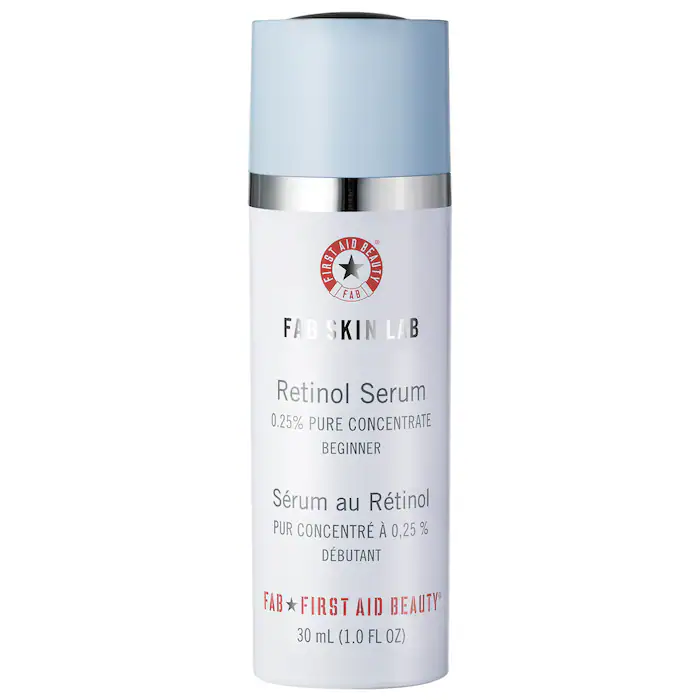 FIRST AID BEAUTY®
FAB
FAB SKIN LAB
Retinol Serum
0.25% PURE CONCENTRATE
BEGINNER
Sérum au Rétinol
PUR CONCENTRÉ À 0,25 %
DÉBUTANT
FAB★FIRST AID BEAUTY®
30 mL (1.0 FL OZ)